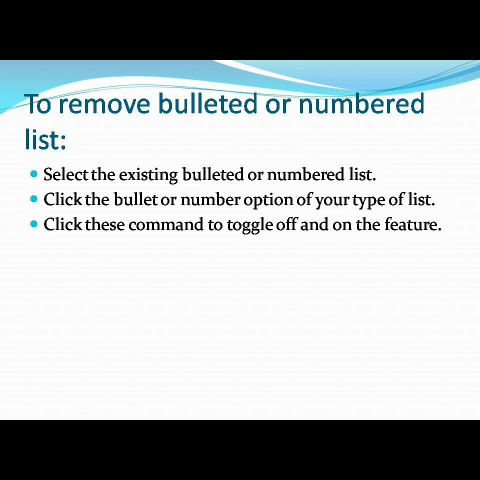 To remove bulleted or numbered
list:
Select the existing bulleted or numbered list.
Click the bullet or number option of your type of list.
Click these command to toggle off and on the feature.